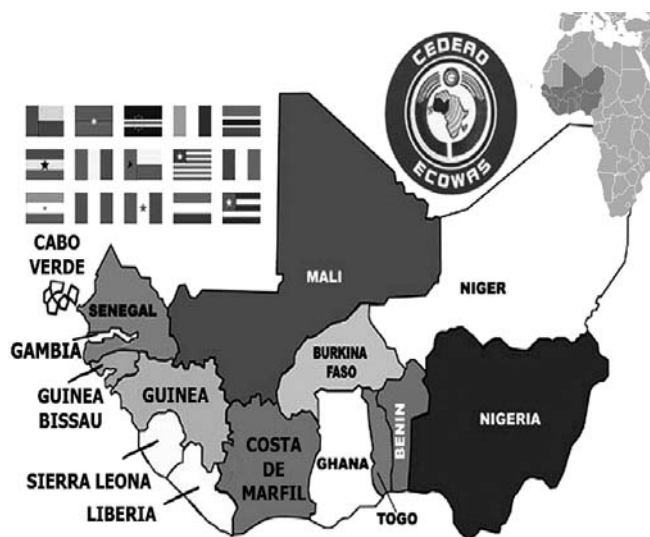 CEDEAO
ECOWAS
CABO
VERDE
SENEGAL
MALI
NIGER
GAMBIA
BURKINA
FASO
GUINEA
BISSAU
GUINEA
NIGERIA
BENIN
COSTA
DE
MARFIL
GHANA
SIERRA LEONA
LIBERIA
TOGO